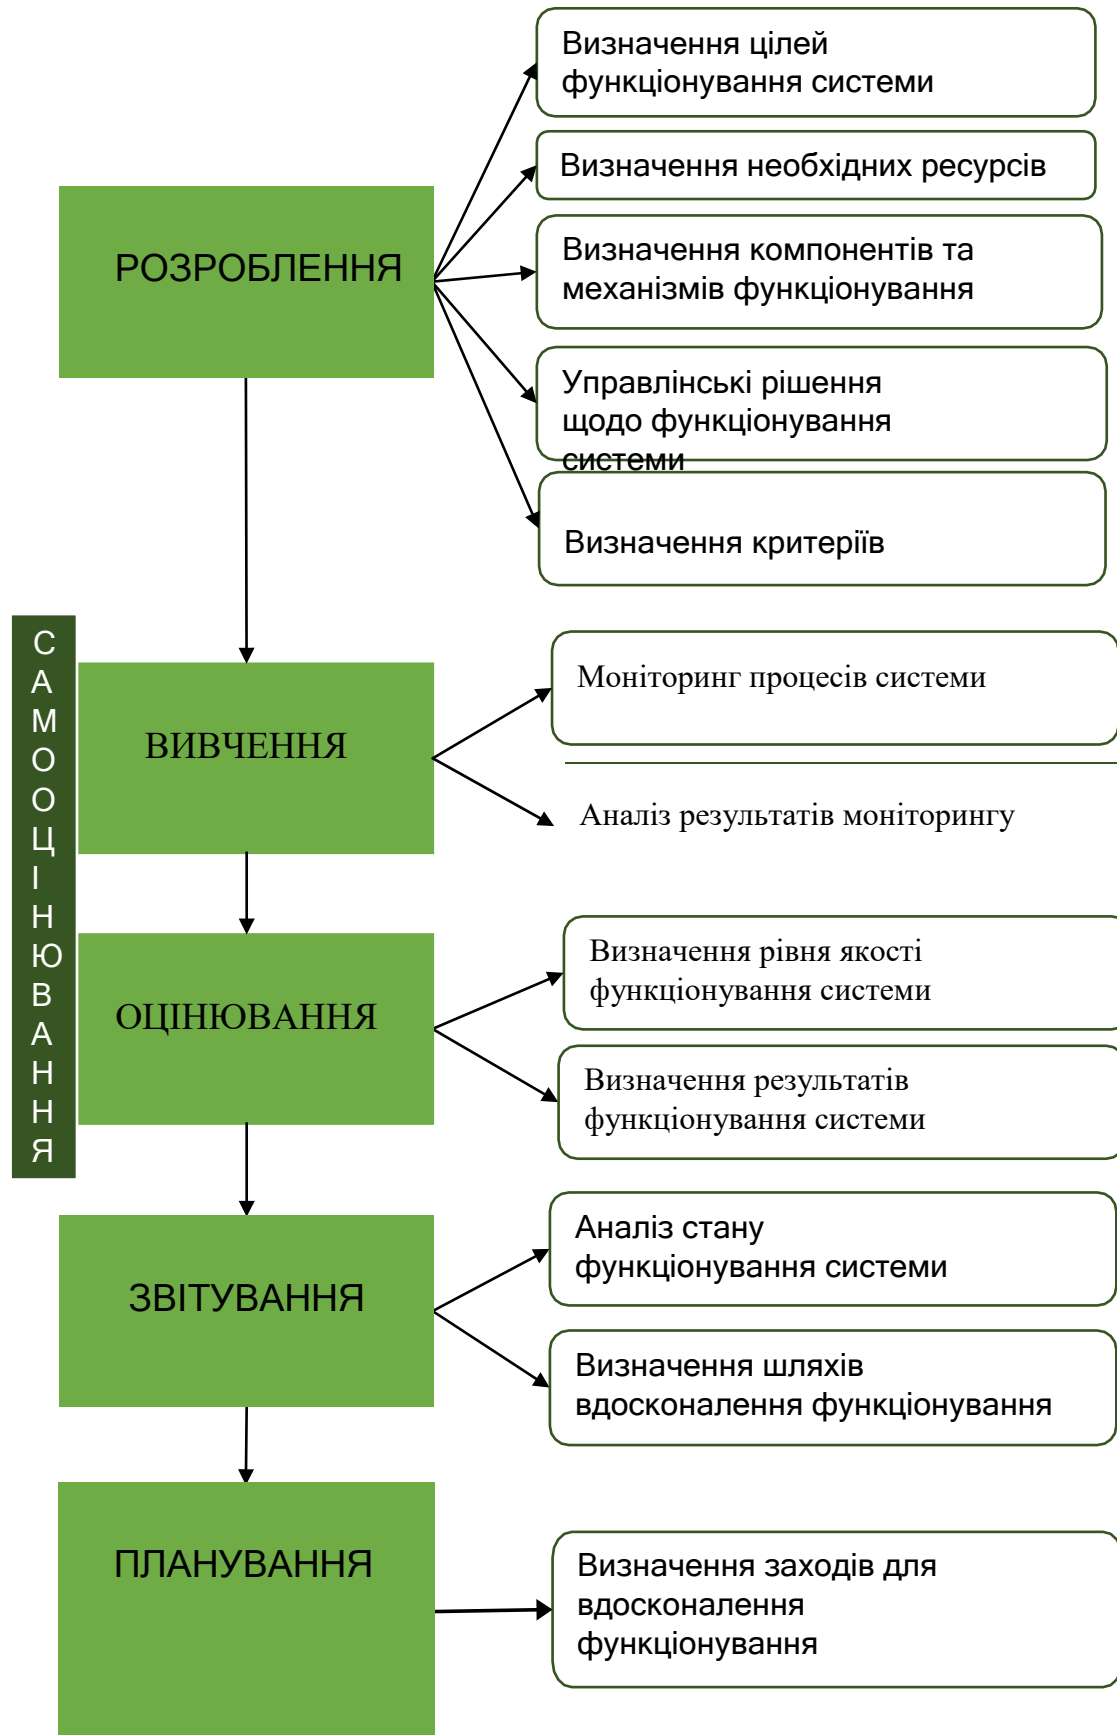 Визначення цілей
функціонування системи
Визначення необхідних ресурсів
РОЗРОБЛЕННЯ
Визначення компонентів та
механізмів функціонування
Управлінські рішення
щодо функціонування
системи
Визначення критеріїв
САМООЦІНЮВАННЯ
Моніторинг процесів системи
ВИВЧЕННЯ
Аналіз результатів моніторингу
Визначення рівня якості
функціонування системи
ОЦІНЮВАННЯ
Визначення результатів
функціонування системи
Аналіз стану
функціонування системи
ЗВІТУВАННЯ
Визначення шляхів
вдосконалення функціонування
ПЛАНУВАННЯ
Визначення заходів для
вдосконалення
функціонування